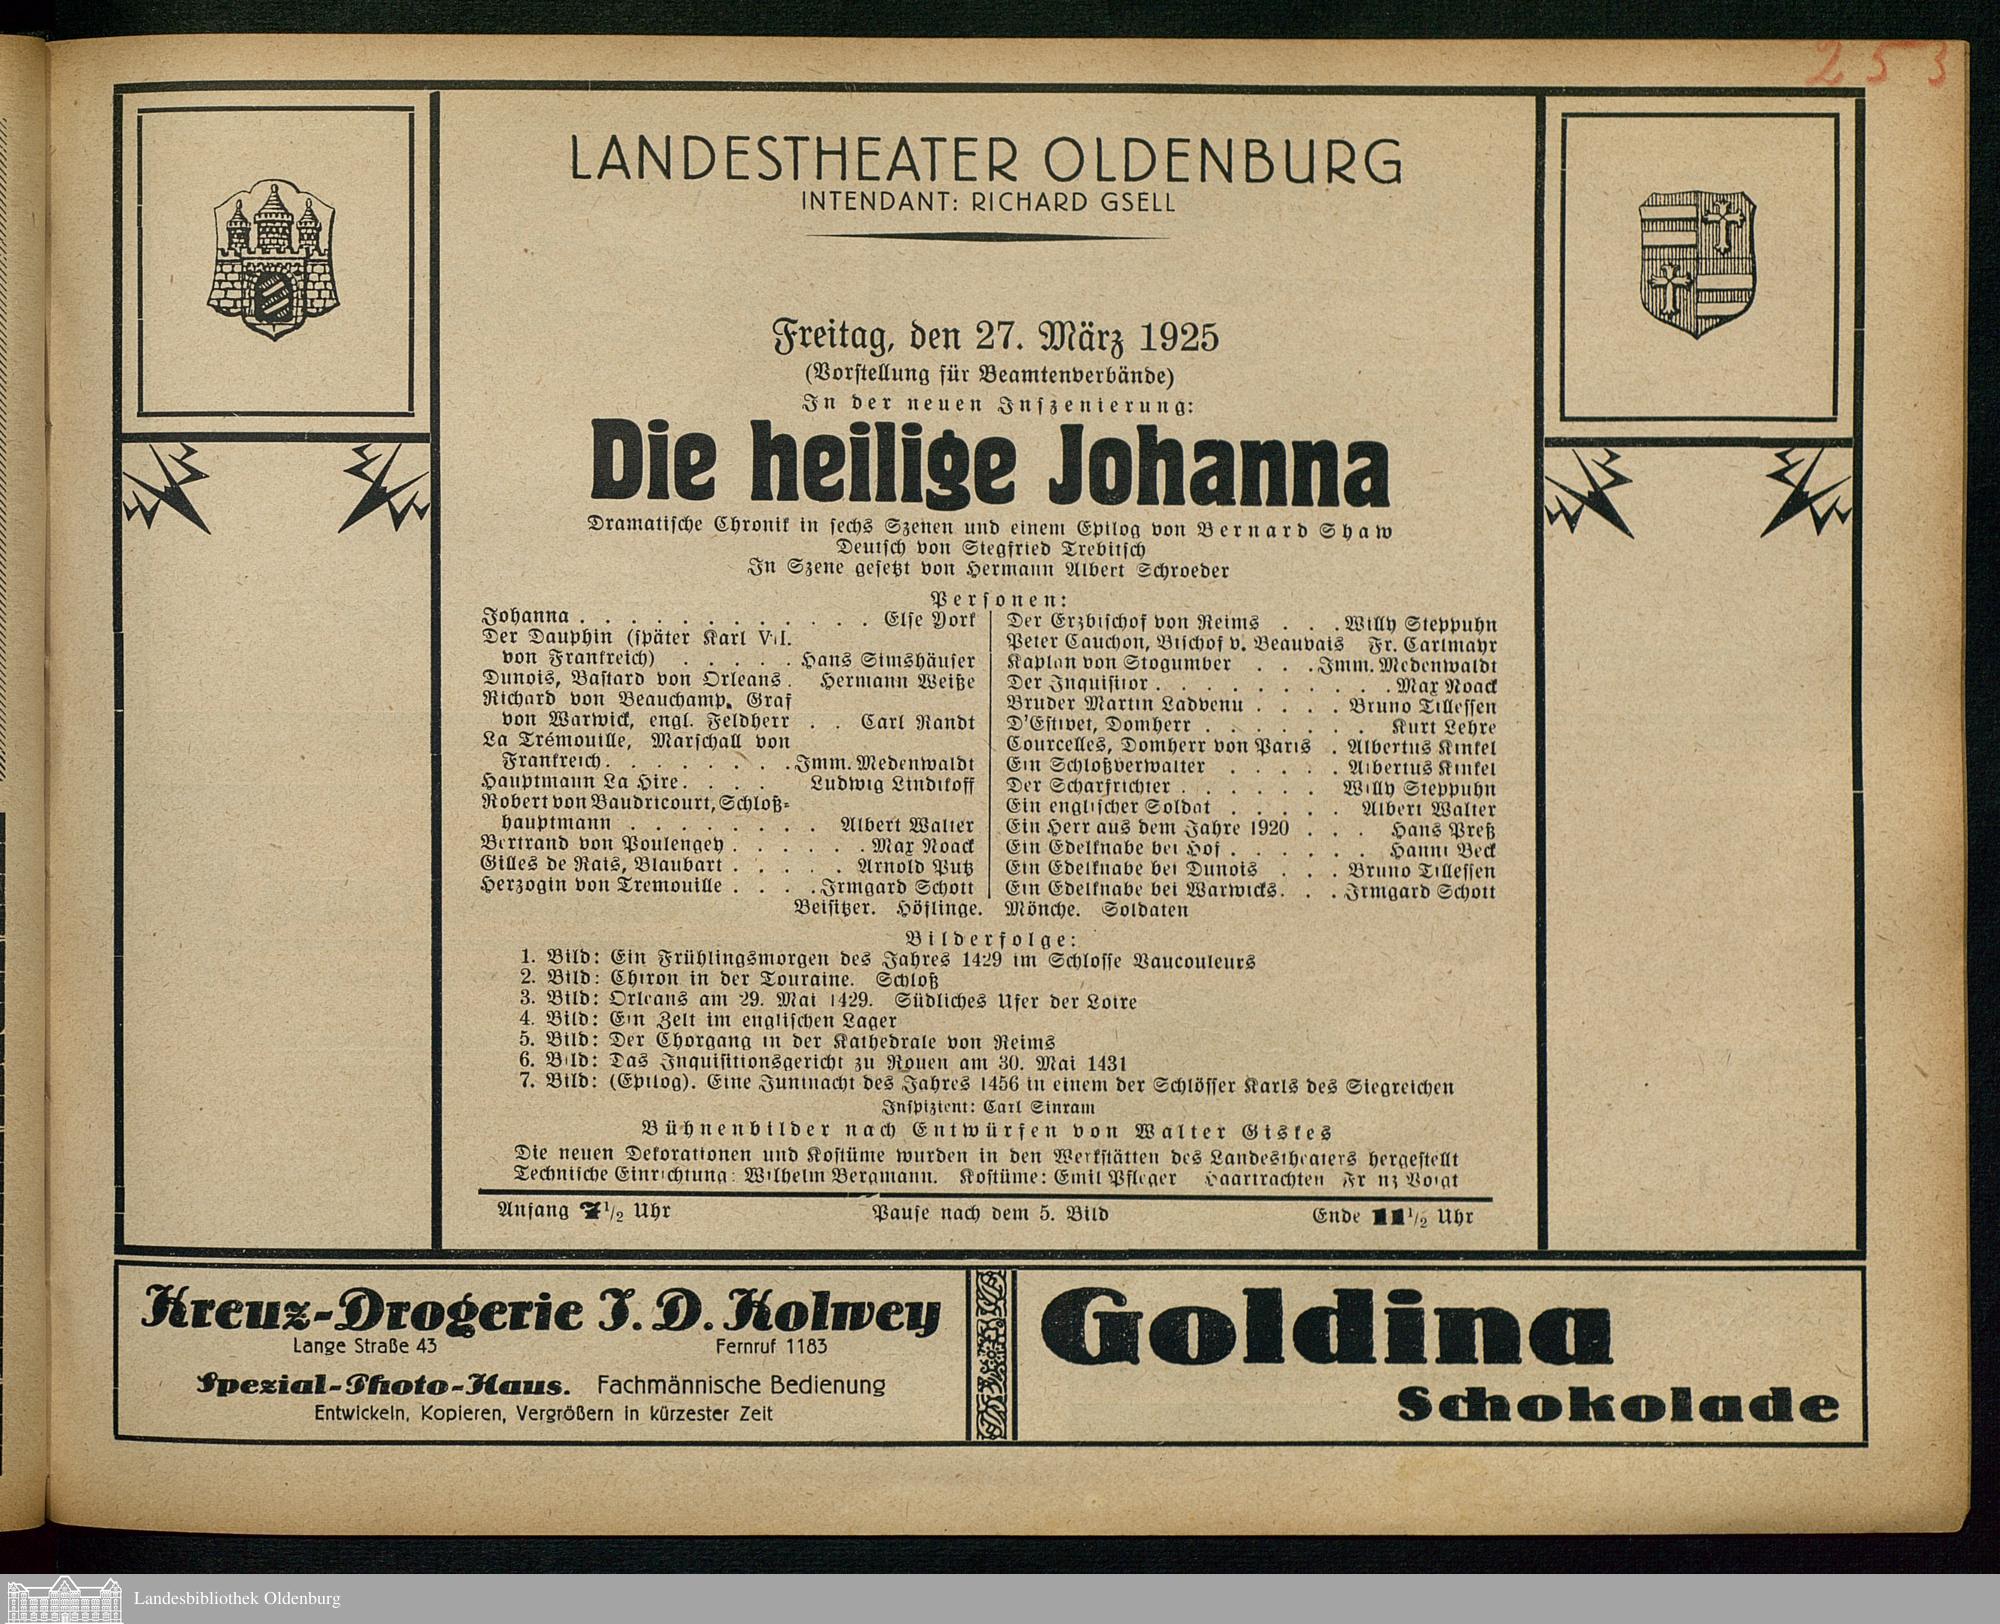 253
LANDESTHEATER OLDENBURG
INTENDANT: RICHARD GSELL
Freitag, den 27. März 1925
(Vorstellung für Beamtenverbände)
In der neuen Inszenierung:
Die heilige Johanna
Dramatische Chronik in sechs Szenen und einem Epilog von Bernard Shaw
Deutsch von Siegfried Trebitsch
In Szene gesetzt von Hermann Albert Schroeder
Personen:
Johanna . . . . . . . . . . . . Else York
Der Dauphin (später Karl VII.
von Frankreich) . . . . . Hans Simshäuser
Dunois, Bastard von Orleans . Hermann Weiße
Richard von Beauchamp, Graf
von Warwick, engl. Feldherr . . Carl Randt
La Trémouille, Marschall von
Frankreich . . . . . . . . Imm. Medenwaldt
Hauptmann La Hire . . . . Ludwig Lindikoff
Robert von Baudricourt, Schloß-
hauptmann . . . . . . . . Albert Walter
Bertrand von Poulengey . . . . . . Max Noack
Gilles de Rais, Blaubart . . . . . Arnold Putz
Herzogin von Tremouille . . . . Irmgard Schott
Der Erzbischof von Reims . . . Willy Steppuhn
Peter Cauchon, Bischof v. Beauvais Fr. Carlmayr
Kaplan von Stogumber . . . Imm. Medenwaldt
Der Inquisitor . . . . . . . . . . Max Noack
Bruder Martin Ladvenu . . . . Bruno Tillessen
D'Estivet, Domherr . . . . . . . Kurt Lehre
Courcelles, Domherr von Paris . Albertus Kinkel
Ein Schloßverwalter . . . . . Albertus Kinkel
Der Scharfrichter . . . . . . Willy Steppuhn
Ein englischer Soldat . . . . . Albert Walter
Ein Herr aus dem Jahre 1920 . . . Hans Preß
Ein Edelknabe bei Hof . . . . . . Hanni Beck
Ein Edelknabe bei Dunois . . . Bruno Tillessen
Ein Edelknabe bei Warwicks . . . Irmgard Schott
Beisitzer. Höflinge. Mönche. Soldaten
Bilderfolge:
1. Bild: Ein Frühlingsmorgen des Jahres 1429 im Schlosse Vaucouleurs
2. Bild: Chiron in der Touraine. Schloß
3. Bild: Orleans am 29. Mai 1429. Südliches Ufer der Loire
4. Bild: Ein Zelt im englischen Lager
5. Bild: Der Chorgang in der Kathedrale von Reims
6. Bild: Das Inquisitionsgericht zu Rouen am 30. Mai 1431
7. Bild: (Epilog). Eine Juninacht des Jahres 1456 in einem der Schlösser Karls des Siegreichen
Inspizient: Carl Sinram
Bühnenbilder nach Entwürfen von Walter Giskes
Die neuen Dekorationen und Kostüme wurden in den Werkstätten des Landestheaters hergestellt
Technische Einrichtung: Wilhelm Bergmann. Kostüme: Emil Pfleger Haartrachten Franz Voigt
Anfang 7½ Uhr Pause nach dem 5. Bild Ende 11½ Uhr
Kreuz-Drogerie J. D. Kolwey
Lange Straße 43 Fernruf 1183
Spezial-Photo-Haus. Fachmännische Bedienung
Entwickeln, Kopieren, Vergrößern in kürzester Zeit
Goldina
Schokolade
Landesbibliothek Oldenburg